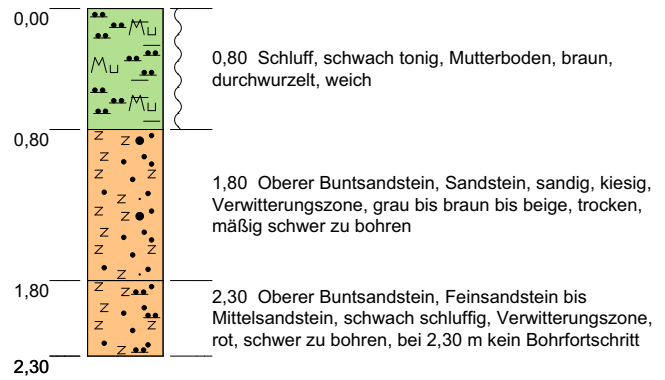 0,00
0,80 Schluff, schwach tonig, Mutterboden, braun,
durchwurzelt, weich
0,80
1,80 Oberer Buntsandstein, Sandstein, sandig, kiesig,
Verwitterungszone, grau bis braun bis beige, trocken,
mäßig schwer zu bohren
1,80
2,30 Oberer Buntsandstein, Feinsandstein bis
Mittelsandstein, schwach schluffig, Verwitterungszone,
rot, schwer zu bohren, bei 2,30 m kein Bohrfortschritt
2,30